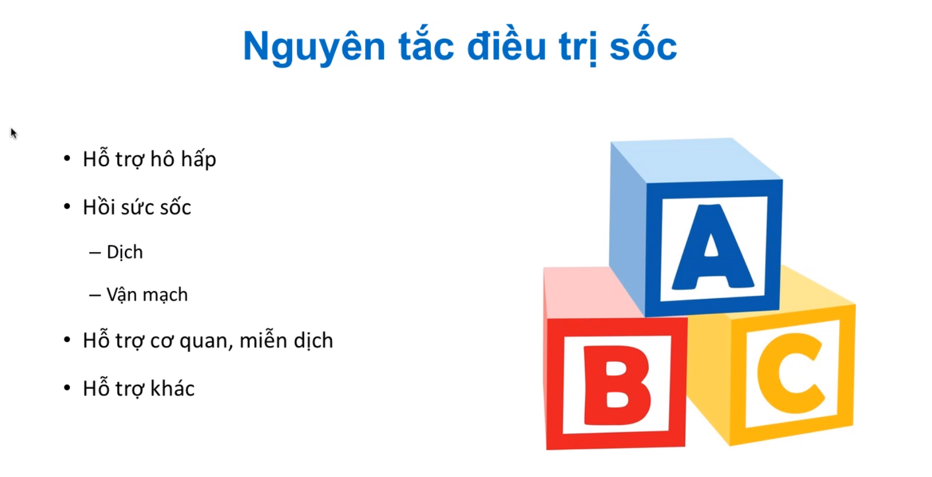 Nguyên tắc điều trị sốc
• Hỗ trợ hô hấp
• Hồi sức sốc
– Dịch
– Vận mạch
• Hỗ trợ cơ quan, miễn dịch
• Hỗ trợ khác
A
B
C